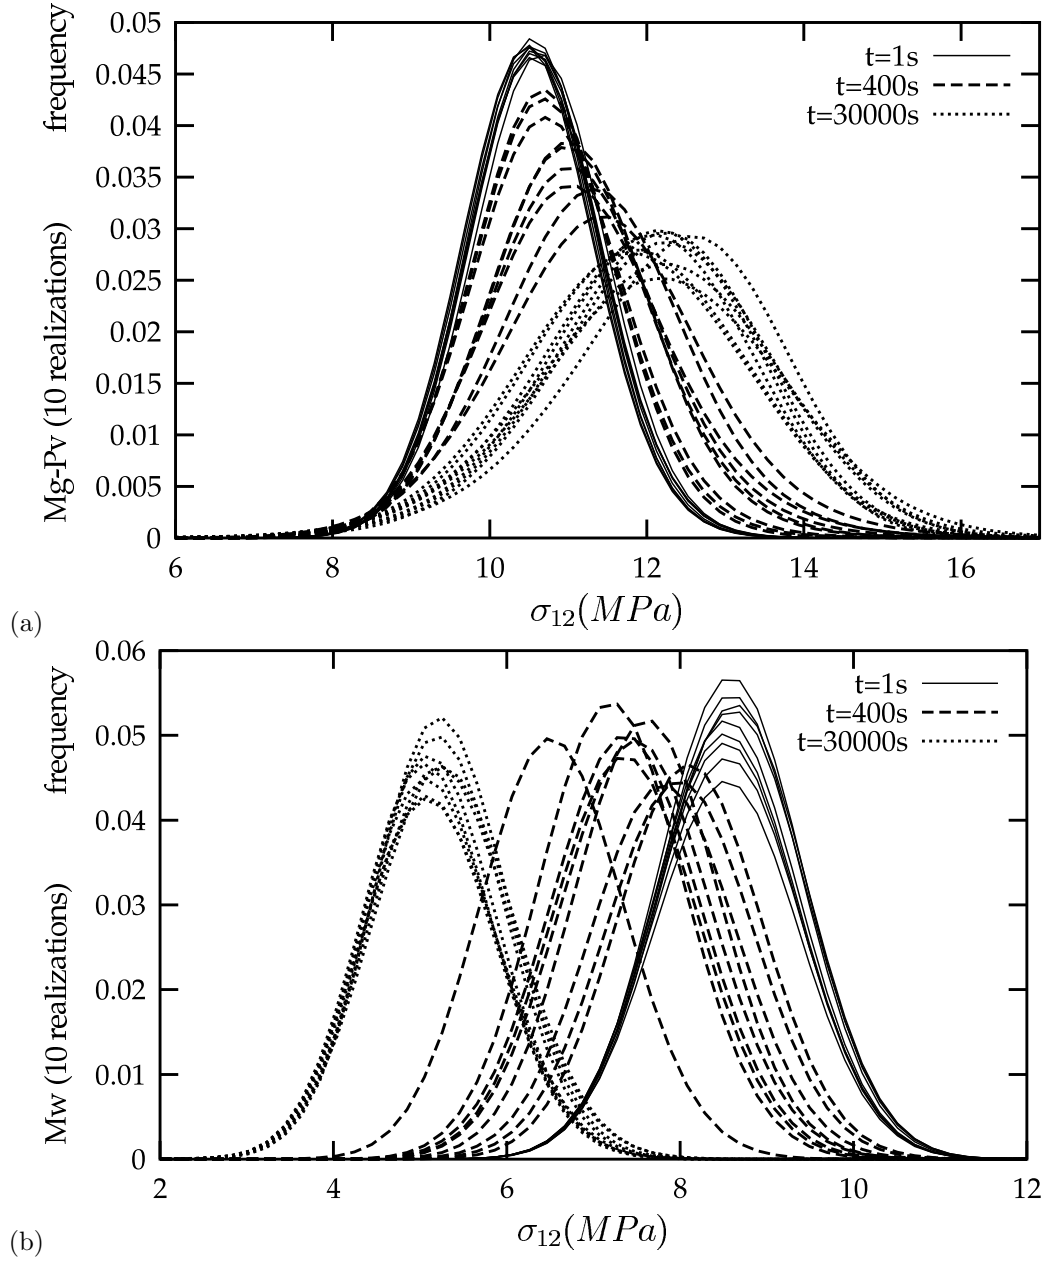 frequency
Mg-Pv (10 realizations)
0.05
0.045
0.04
0.035
0.03
0.025
0.02
0.015
0.01
0.005
0
t=1s
t=400s
t=30000s
6 8 10 12 14 16
σ12(MPa)
(a)
frequency
Mw (10 realizations)
0.06
0.05
0.04
0.03
0.02
0.01
0
t=1s
t=400s
t=30000s
2 4 6 8 10 12
σ12(MPa)
(b)